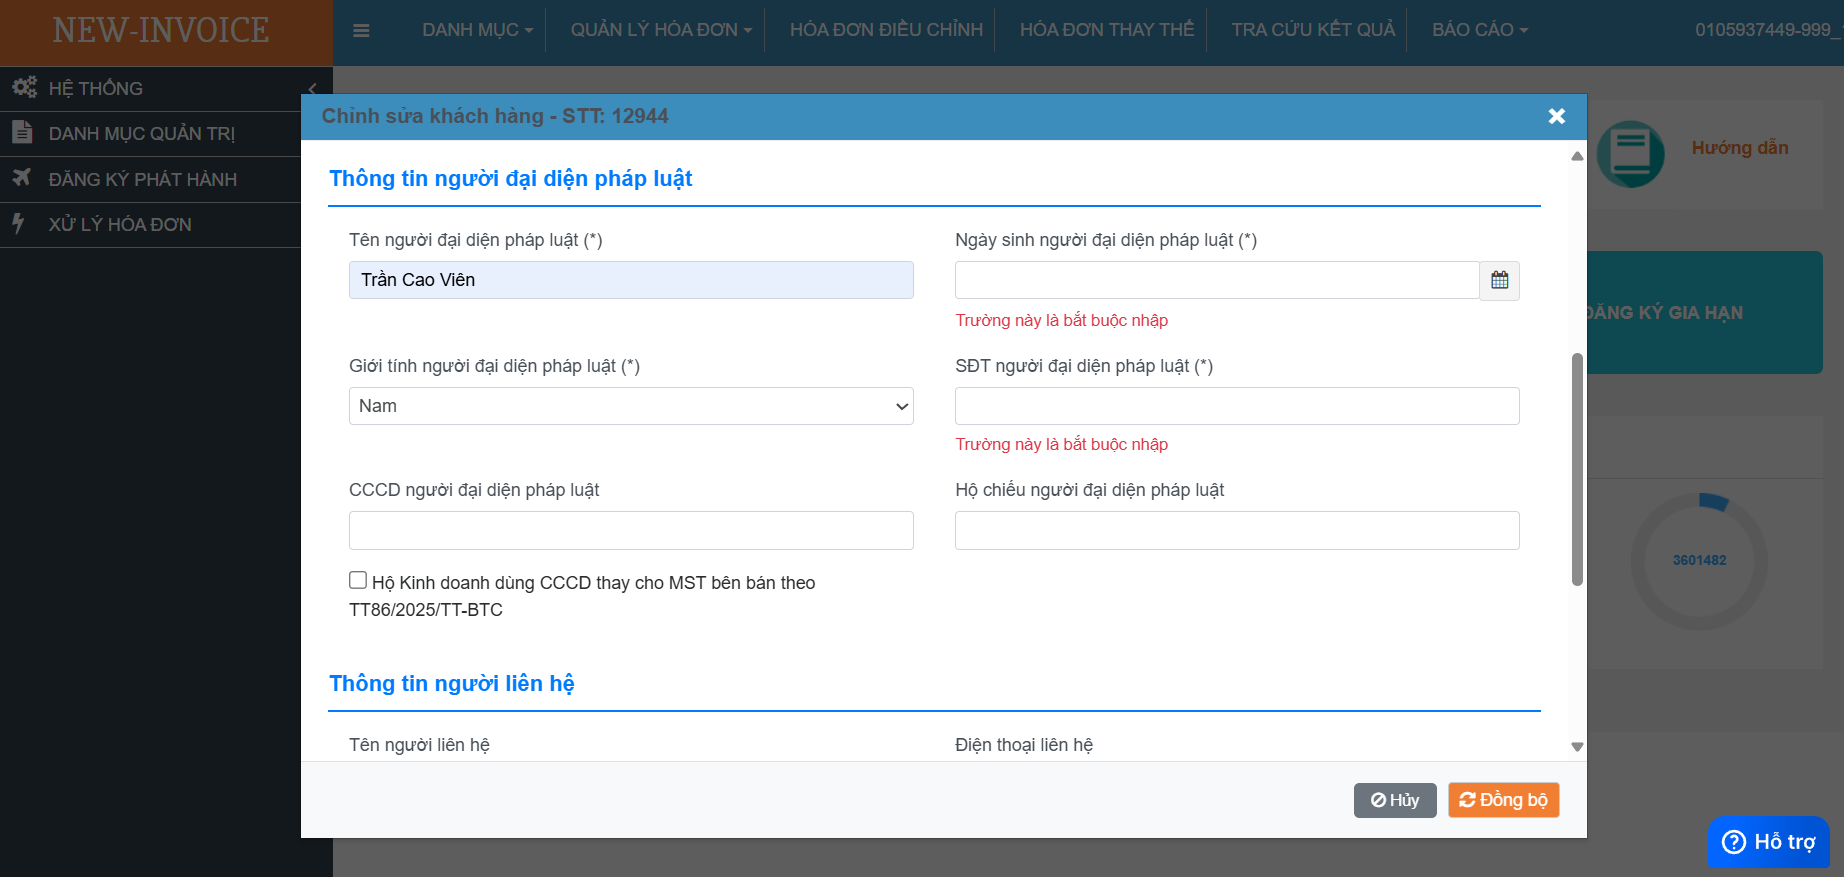 NEW-INVOICE
DANH MỤC
QUẢN LÝ HÓA ĐƠN
HÓA ĐƠN ĐIỀU CHỈNH
HÓA ĐƠN THAY THẾ
TRA CỨU KẾT QUẢ
BÁO CÁO
0105937449-999_
HỆ THỐNG
DANH MỤC QUẢN TRỊ
ĐĂNG KÝ PHÁT HÀNH
XỬ LÝ HÓA ĐƠN
Chỉnh sửa khách hàng - STT: 12944
Hướng dẫn
ĐĂNG KÝ GIA HẠN
3601482
Thông tin người đại diện pháp luật
Tên người đại diện pháp luật (*)
Ngày sinh người đại diện pháp luật (*)
Trần Cao Viên
Trường này là bắt buộc nhập
Giới tính người đại diện pháp luật (*)
SĐT người đại diện pháp luật (*)
Nam
Trường này là bắt buộc nhập
CCCD người đại diện pháp luật
Hộ chiếu người đại diện pháp luật
Hộ Kinh doanh dùng CCCD thay cho MST bên bán theo
TT86/2025/TT-BTC
Thông tin người liên hệ
Tên người liên hệ
Điện thoại liên hệ
Hủy
Đồng bộ
Hỗ trợ